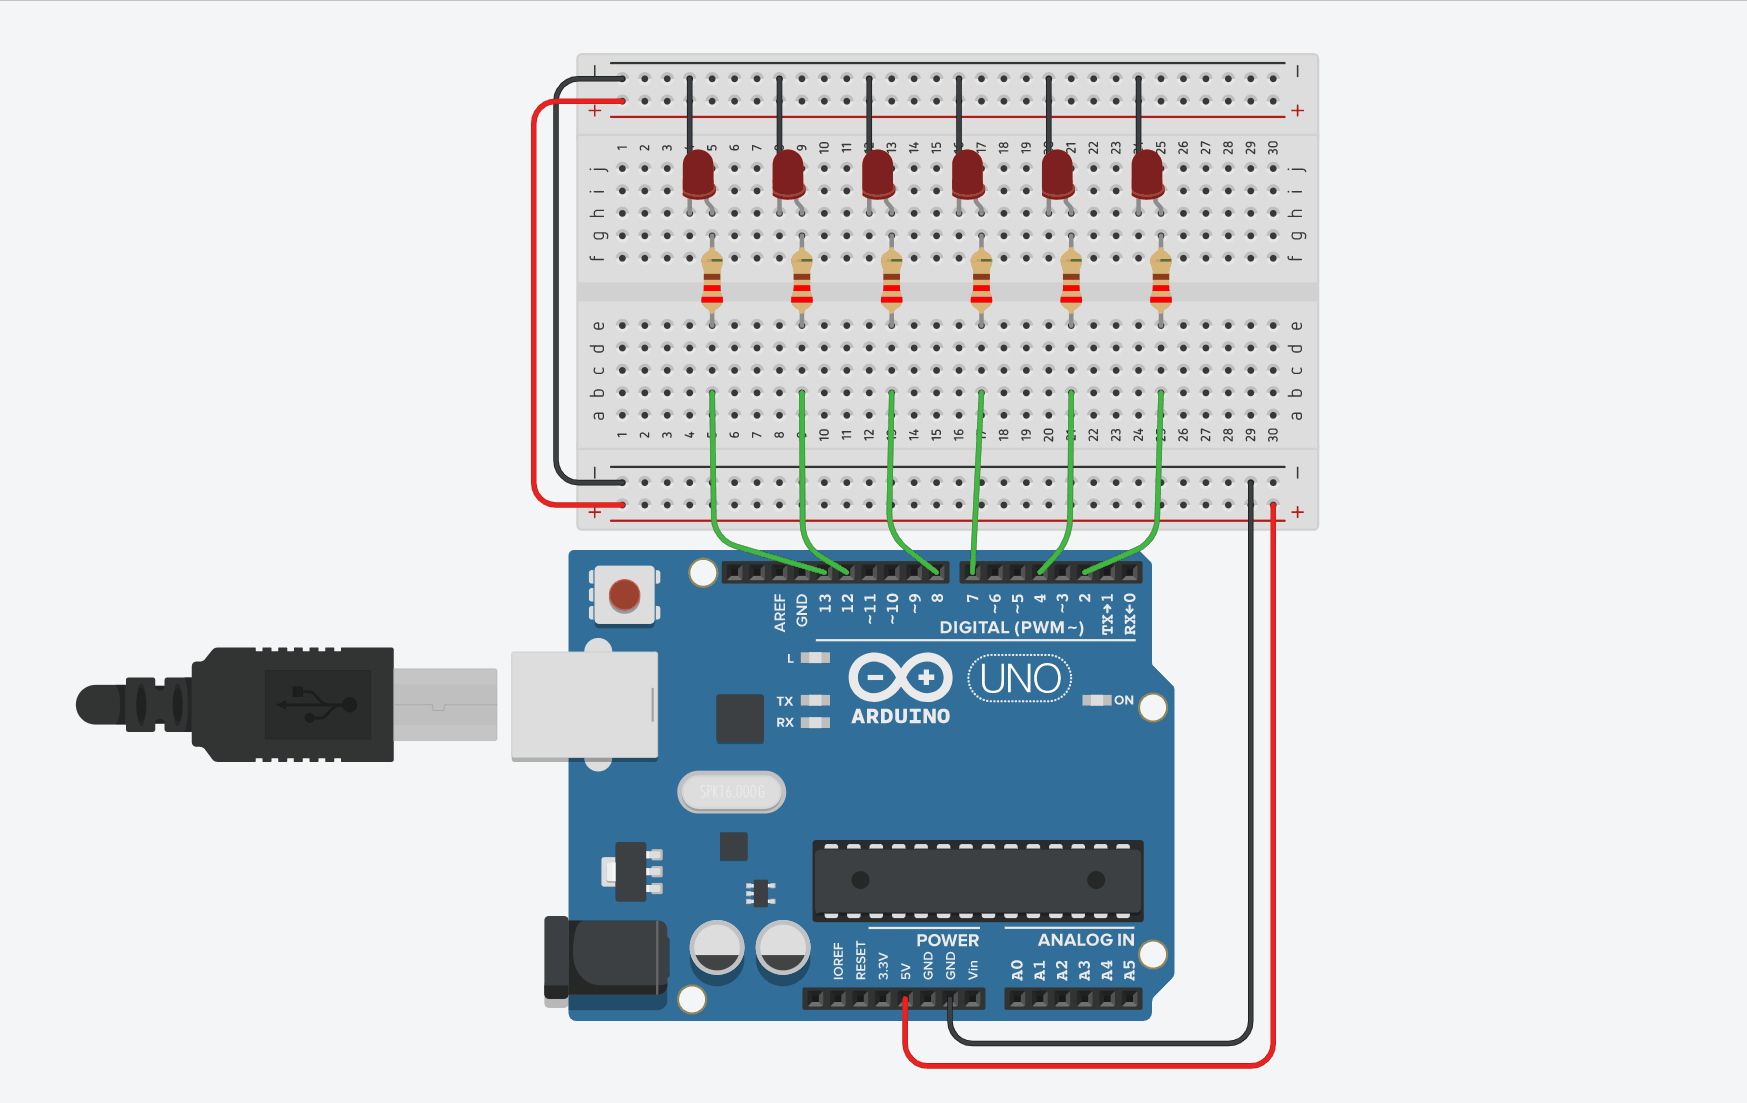 − −
+ +
1 2 3 4 5 6 7 8 9 10 11 12 13 14 15 16 17 18 19 20 21 22 23 24 25 26 27 28 29 30
j j
i i
h h
g g
f f
e e
d d
c c
b b
a a
1 2 3 4 5 6 7 8 9 10 11 12 13 14 15 16 17 18 19 20 21 22 23 24 25 26 27 28 29 30
− −
+ +
AREF GND 13 12 ~11 ~10 ~9 8 7 ~6 ~5 4 ~3 2 TX→1 RX←0
DIGITAL (PWM~)
L
TX
RX
UNO
ARDUINO
ON
SPK16.000G
POWER
ANALOG IN
IOREF RESET 3.3V 5V GND GND Vin A0 A1 A2 A3 A4 A5